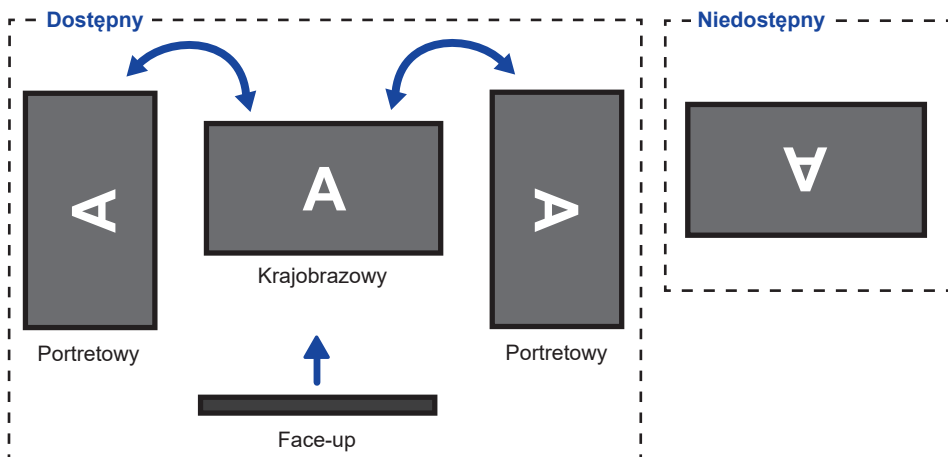 Dostępny
Niedostępny
A
A
A
A
Krajobrazowy
Portretowy
Portretowy
Face-up